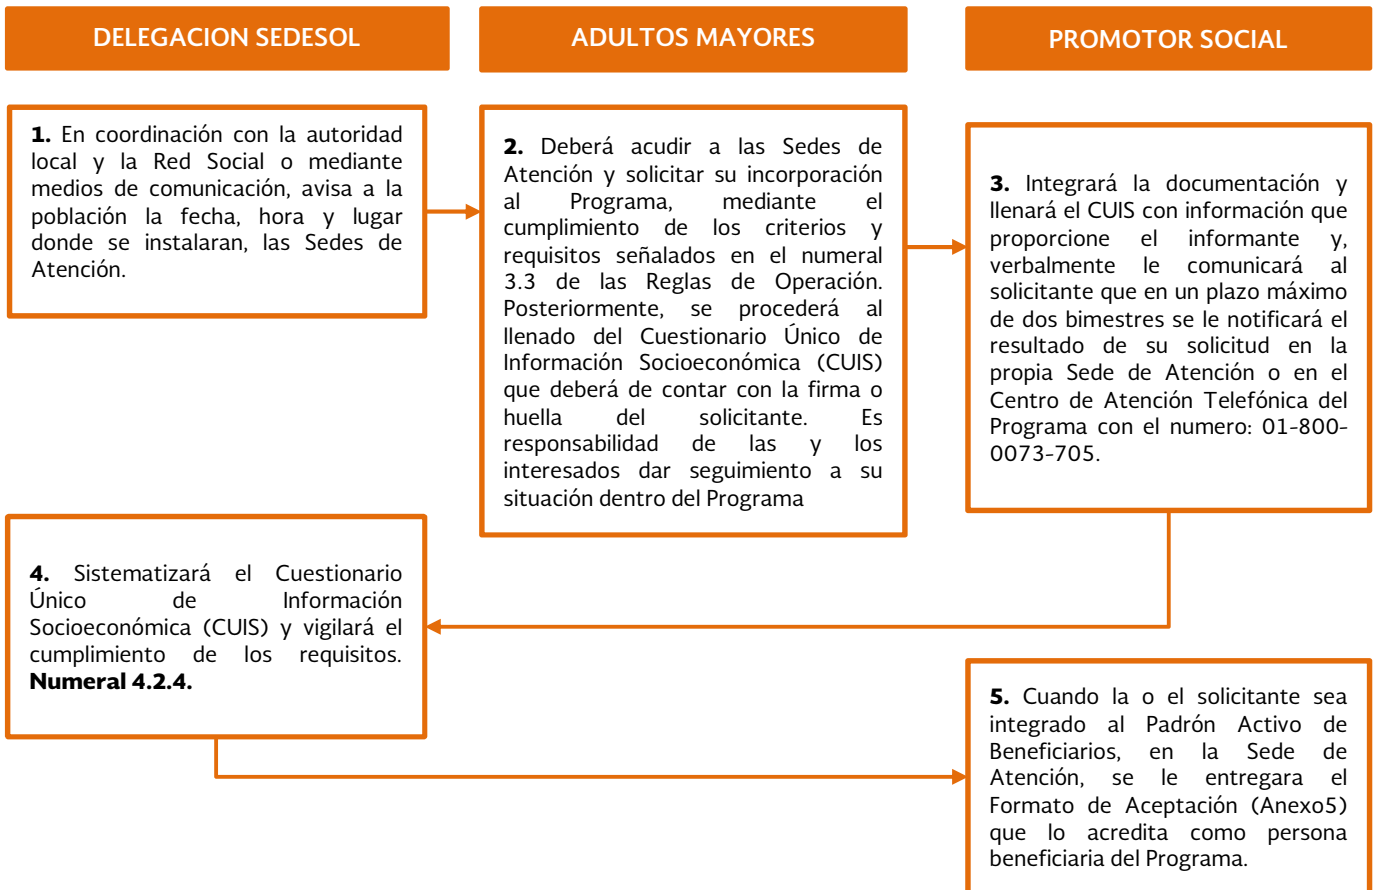 DELEGACION SEDESOL
ADULTOS MAYORES
PROMOTOR SOCIAL
1. En coordinación con la autoridad
local y la Red Social o mediante
medios de comunicación, avisa a la
población la fecha, hora y lugar
donde se instalaran, las Sedes de
Atención.
2. Deberá acudir a las Sedes de
Atención y solicitar su incorporación
al Programa, mediante el
cumplimiento de los criterios y
requisitos señalados en el numeral
3.3 de las Reglas de Operación.
Posteriormente, se procederá al
llenado del Cuestionario Único de
Información Socioeconómica (CUIS)
que deberá de contar con la firma o
huella del solicitante. Es
responsabilidad de las y los
interesados dar seguimiento a su
situación dentro del Programa
3. Integrará la documentación y
llenará el CUIS con información que
proporcione el informante y,
verbalmente le comunicará al
solicitante que en un plazo máximo
de dos bimestres se le notificará el
resultado de su solicitud en la
propia Sede de Atención o en el
Centro de Atención Telefónica del
Programa con el numero: 01-800-
0073-705.
4. Sistematizará el Cuestionario
Único de Información
Socioeconómica (CUIS) y vigilará el
cumplimiento de los requisitos.
Numeral 4.2.4.
5. Cuando la o el solicitante sea
integrado al Padrón Activo de
Beneficiarios, en la Sede de
Atención, se le entregara el
Formato de Aceptación (Anexo5)
que lo acredita como persona
beneficiaria del Programa.